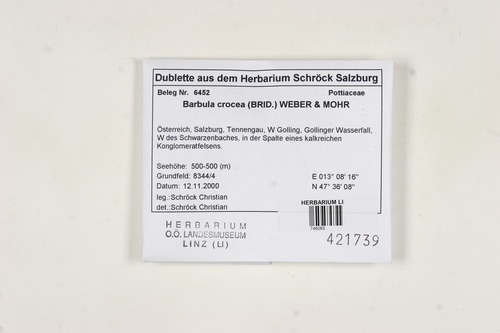 Dublette aus dem Herbarium Schröck Salzburg
Beleg Nr. 6452 Pottiaceae
Barbula crocea (BRID.) WEBER & MOHR
Österreich, Salzburg, Tennengau, W Golling, Gollinger Wasserfall,
W des Schwarzenbaches, in der Spalte eines kalkreichen
Konglomeratfelsens.
Seehöhe: 500-500 (m)
Grundfeld: 8344/4 E 013° 08' 16"
Datum: 12.11.2000 N 47° 36' 08"
leg.:Schröck Christian
det.:Schröck Christian
HERBARIUM LI
HERBARIUM
O.Ö. LANDESMUSEUM
LINZ (LI)
421739